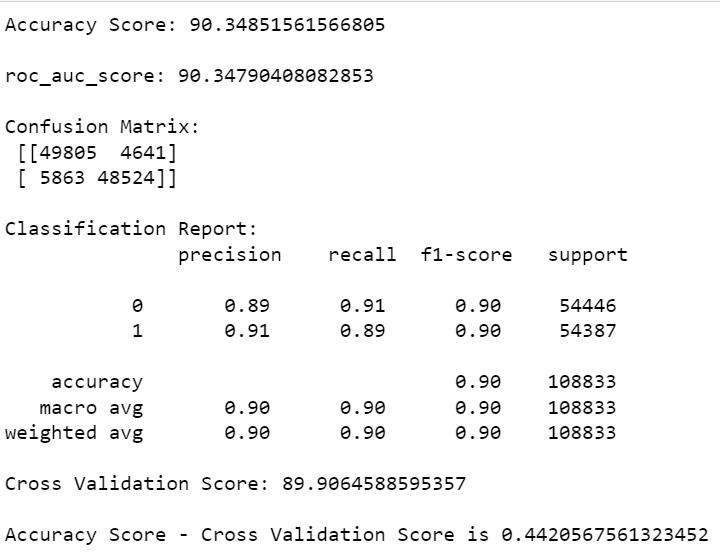 Accuracy Score: 90.34851561566805
roc_auc_score: 90.34790408082853
Confusion Matrix:
[[49805  4641]
[ 5863 48524]]
Classification Report:
precision    recall  f1-score   support
0       0.89      0.91      0.90     54446
1       0.91      0.89      0.90     54387
accuracy                           0.90    108833
macro avg       0.90      0.90      0.90    108833
weighted avg       0.90      0.90      0.90    108833
Cross Validation Score: 89.9064588595357
Accuracy Score - Cross Validation Score is 0.4420567561323452